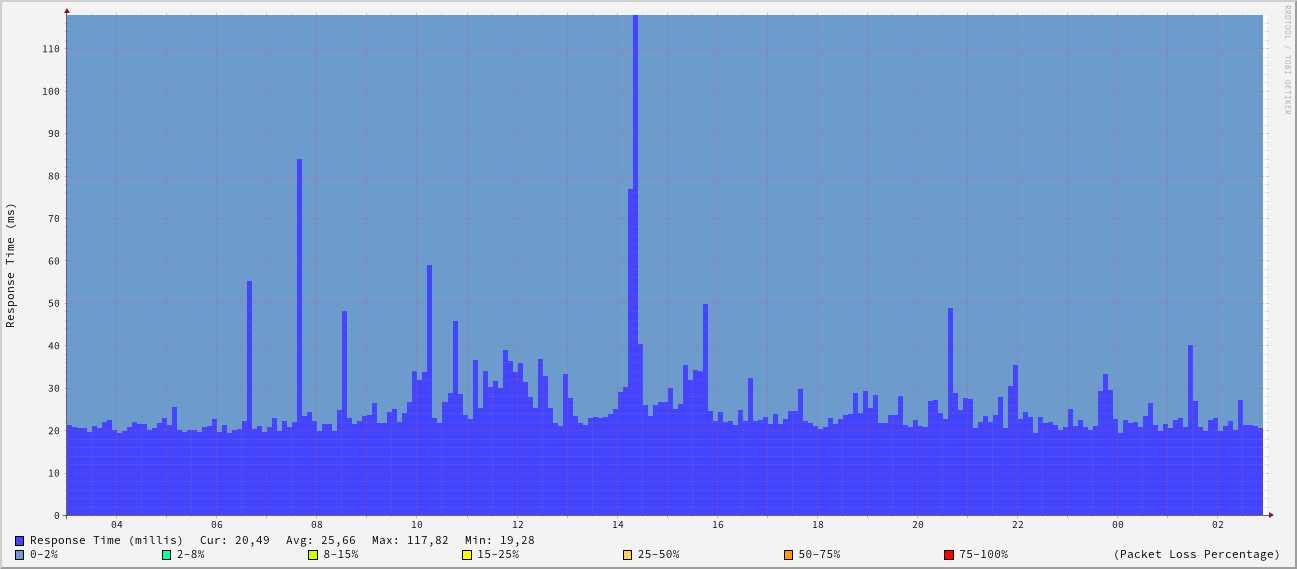 RRDTOOL / TOBI OETIKER
Response Time (ms)
110
100
90
80
70
60
50
40
30
20
10
0
04 06 08 10 12 14 16 18 20 22 00 02
Response Time (millis) Cur: 20,49 Avg: 25,66 Max: 117,82 Min: 19,28
0-2% 2-8% 8-15% 15-25% 25-50% 50-75% 75-100% (Packet Loss Percentage)